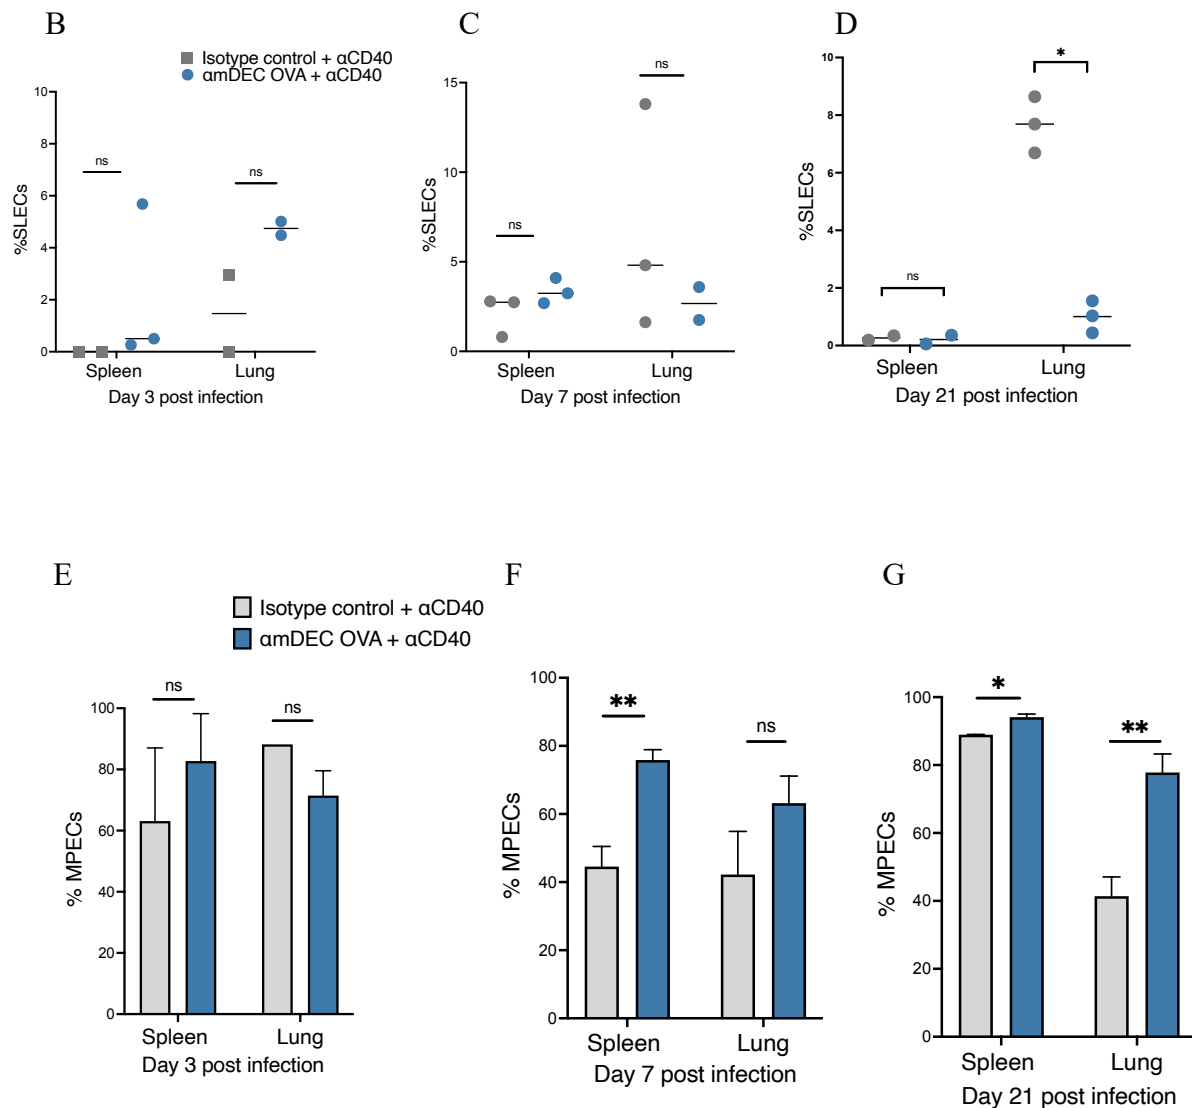 B
Isotype control + αCD40
αmDEC OVA + αCD40
10
8
6
4
2
0
%SLECs
ns
ns
Spleen
Lung
Day 3 post infection
C
15
10
5
0
%SLECs
ns
ns
Spleen
Lung
Day 7 post infection
D
10
8
6
4
2
0
%SLECs
ns
*
Spleen
Lung
Day 21 post infection
E
Isotype control + αCD40
αmDEC OVA + αCD40
100
80
60
40
20
0
% MPECs
ns
ns
Spleen
Lung
Day 3 post infection
F
100
80
60
40
20
0
% MPECs
**
ns
Spleen
Lung
Day 7 post infection
G
100
80
60
40
20
0
% MPECs
*
**
Spleen
Lung
Day 21 post infection